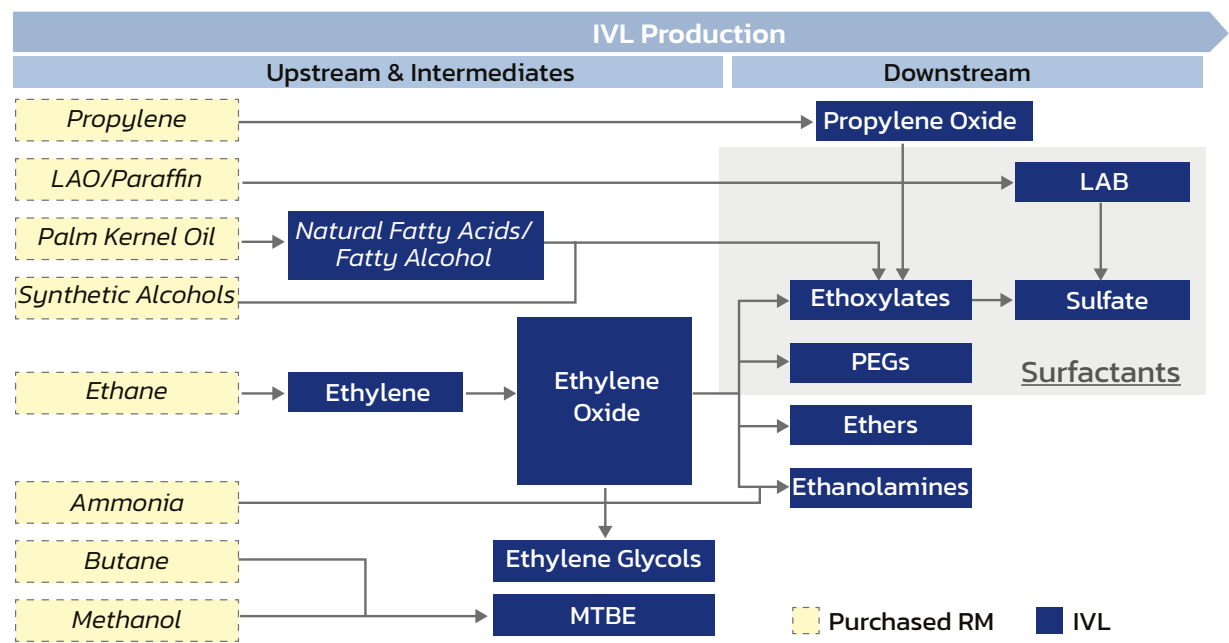 IVL Production
Upstream & Intermediates
Downstream
Propylene
Propylene Oxide
LAO/Paraffin
LAB
Palm Kernel Oil
Natural Fatty Acids/
Fatty Alcohol
Synthetic Alcohols
Ethoxylates
Sulfate
PEGs
Surfactants
Ethane
Ethylene
Ethylene
Oxide
Ethers
Ammonia
Ethanolamines
Butane
Ethylene Glycols
Methanol
MTBE
Purchased RM
IVL